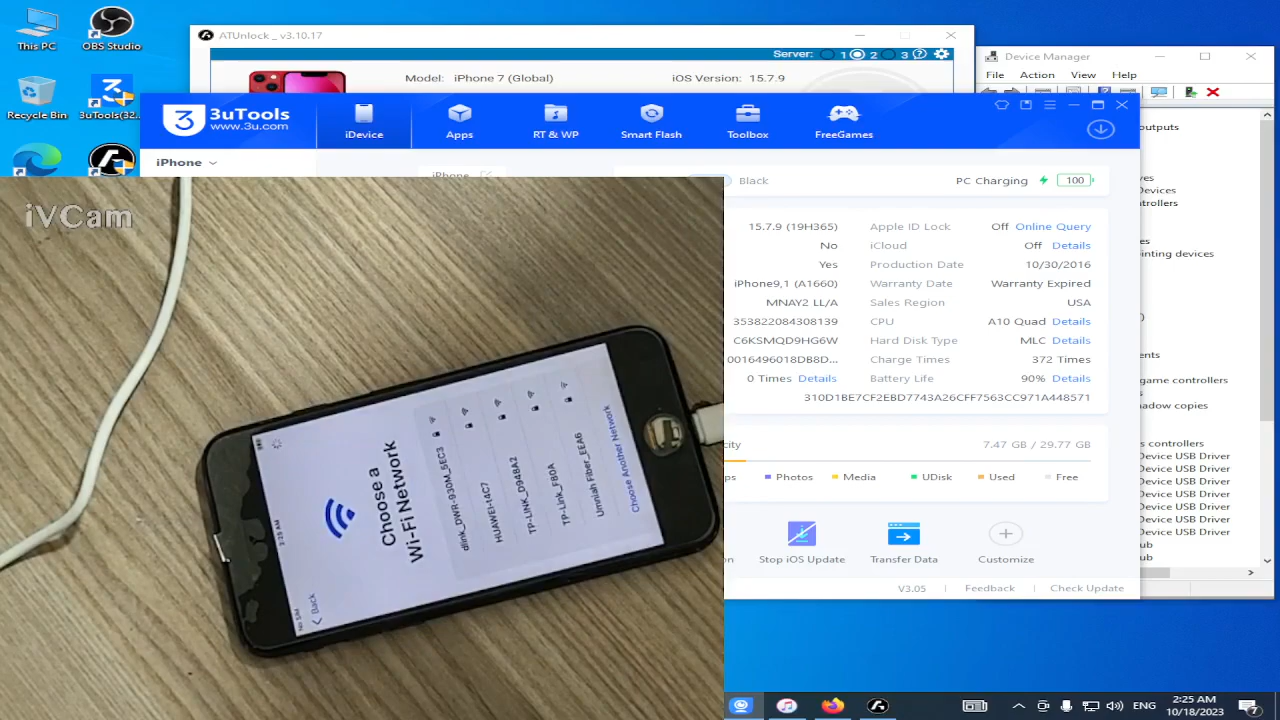 This PC
OBS Studio
Recycle Bin
3uTools(32...
ATUnlock _ v3.10.17
Server: 1 2 3
Model: iPhone 7 (Global)
iOS Version: 15.7.9
Device Manager
File Action View Help
3uTools
www.3u.com
iDevice
Apps
RT & WP
Smart Flash
Toolbox
FreeGames
iPhone
iPhone
Black
PC Charging 100
15.7.9 (19H365) Apple ID Lock Off Online Query
No iCloud Off Details
Yes Production Date 10/30/2016
iPhone9,1 (A1660) Warranty Date Warranty Expired
MNAY2 LL/A Sales Region USA
353822084308139 CPU A10 Quad Details
C6KSMQD9HG6W Hard Disk Type MLC Details
0016496018DB8D... Charge Times 372 Times
0 Times Details Battery Life 90% Details
310D1BE7CF2EBD7743A26CFF7563CC971A448571
city 7.47 GB / 29.77 GB
ps Photos Media UDisk Used Free
on Stop iOS Update Transfer Data Customize
V3.05 Feedback Check Update
outputs
ves
Devices
trollers
es
inting devices
)
ents
game controllers
hadow copies
s controllers
Device USB Driver
Device USB Driver
Device USB Driver
Device USB Driver
Device USB Driver
Device USB Driver
ub
ub
iVCam
No SIM
2:25 AM
Back
Choose a
Wi-Fi Network
dlink_DWR-930M_5EC3
HUAWEI-J4C7
TP-LINK_D94BA2
TP-Link_F80A
Umniah Fiber_EEA6
Choose Another Network
ENG
2:25 AM
10/18/2023
7